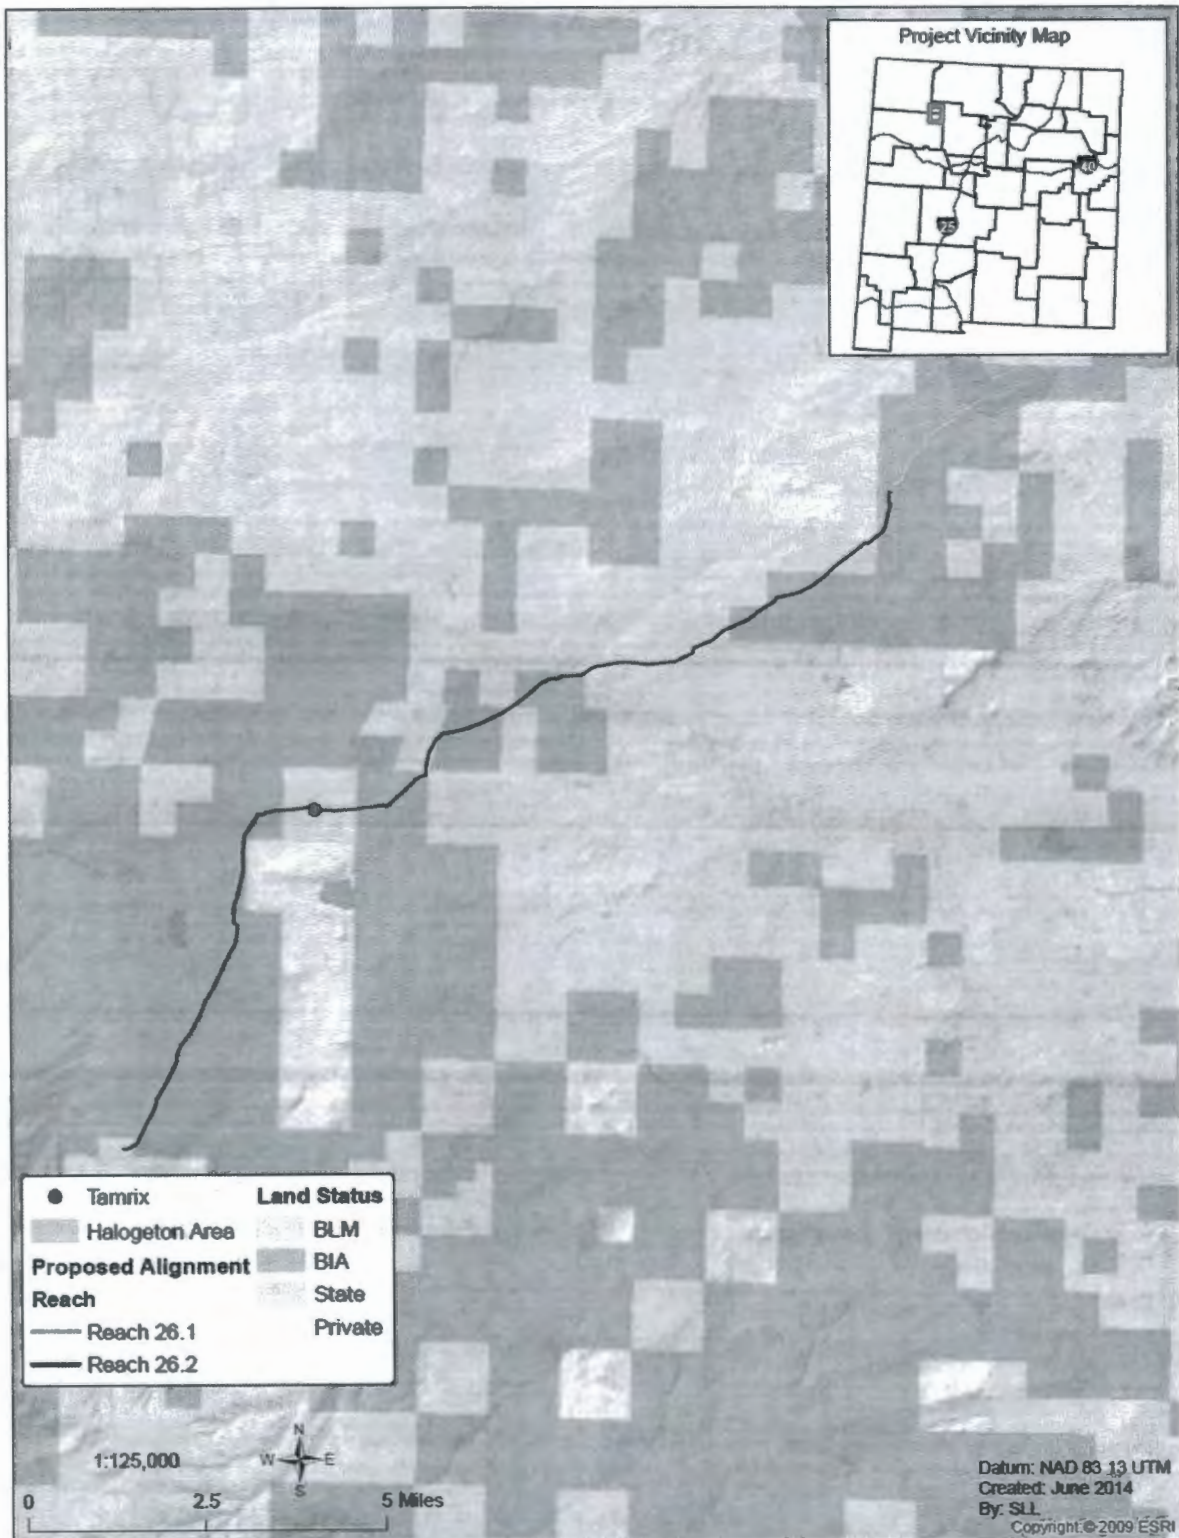 Project Vicinity Map
40
25
Tamrix
Halogeton Area
Proposed Alignment
Reach
Reach 26.1
Reach 26.2
Land Status
BLM
BIA
State
Private
1:125,000
N
W E
S
0 2.5 5 Miles
Datum: NAD 83 13 UTM
Created: June 2014
By: SLL
Copyright:© 2009 ESRI